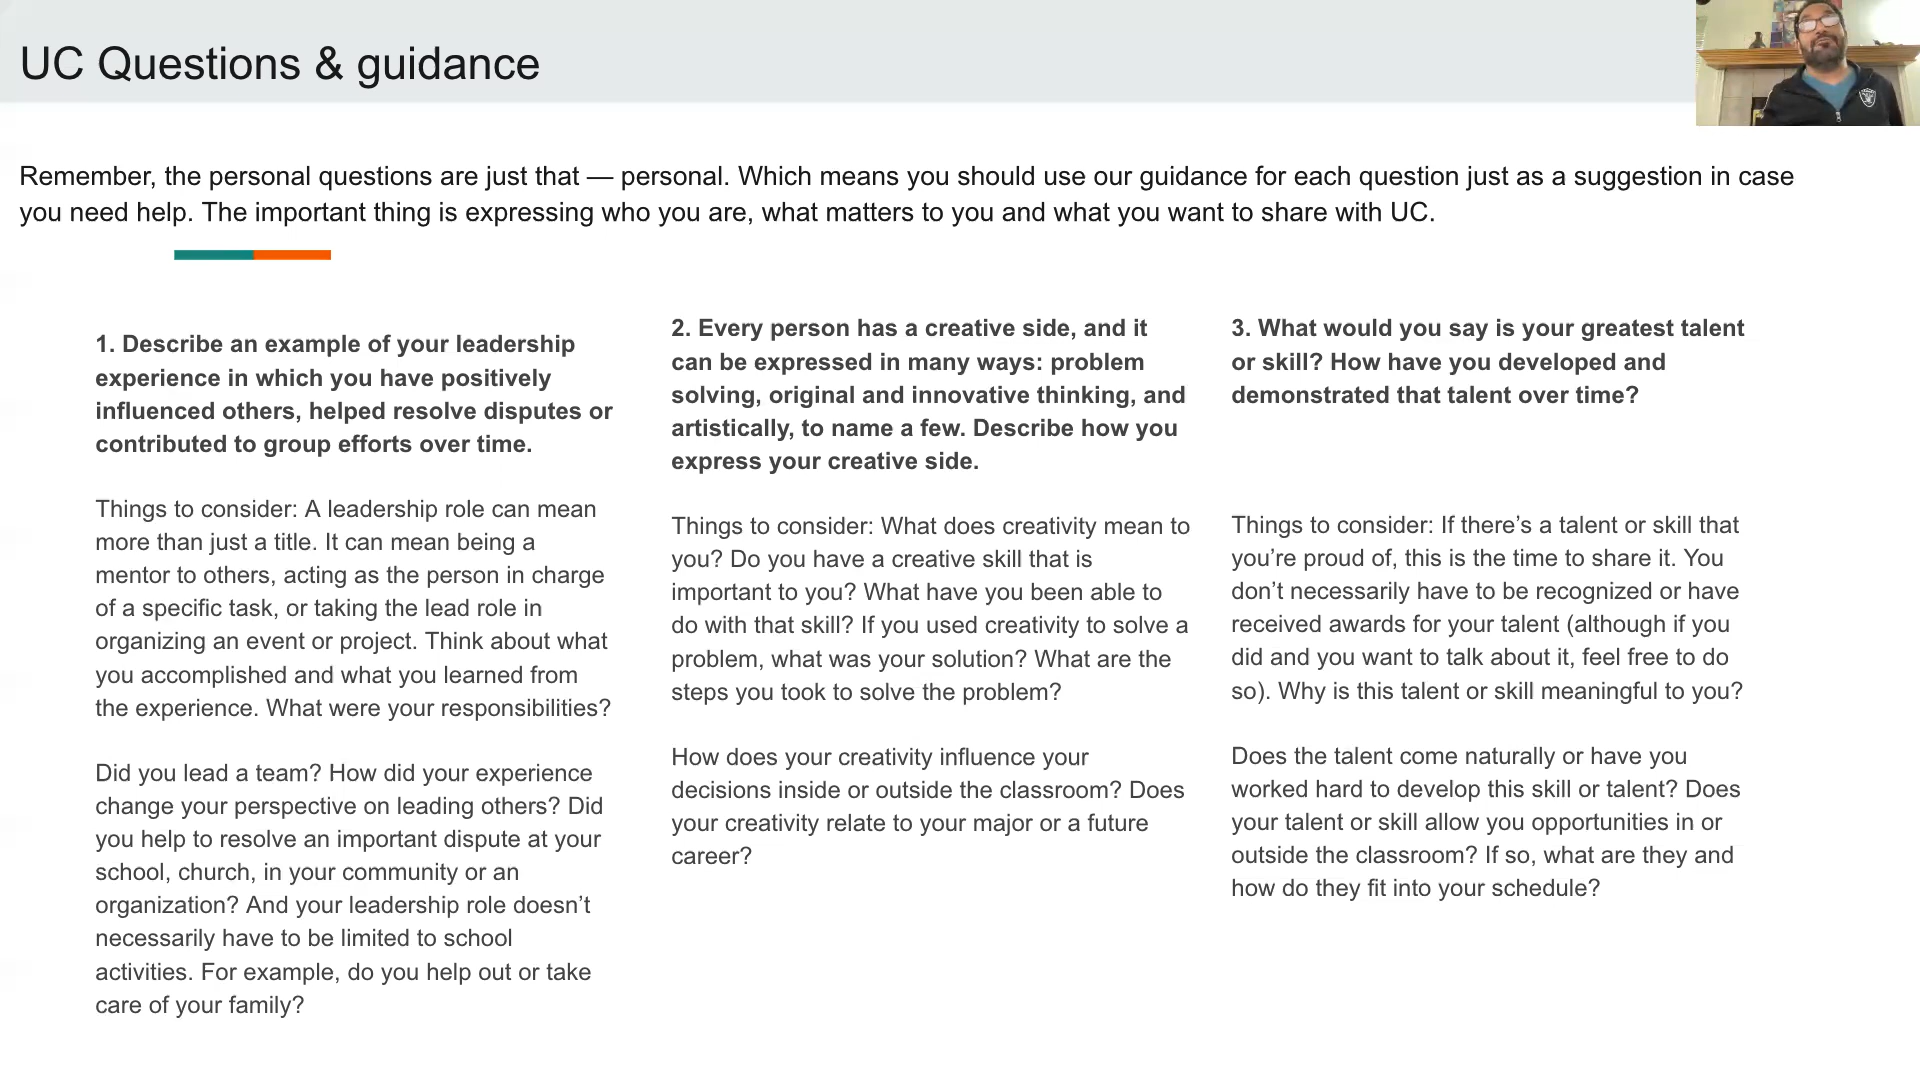 UC Questions & guidance
Remember, the personal questions are just that — personal. Which means you should use our guidance for each question just as a suggestion in case
you need help. The important thing is expressing who you are, what matters to you and what you want to share with UC.
1. Describe an example of your leadership
experience in which you have positively
influenced others, helped resolve disputes or
contributed to group efforts over time.
Things to consider: A leadership role can mean
more than just a title. It can mean being a
mentor to others, acting as the person in charge
of a specific task, or taking the lead role in
organizing an event or project. Think about what
you accomplished and what you learned from
the experience. What were your responsibilities?
Did you lead a team? How did your experience
change your perspective on leading others? Did
you help to resolve an important dispute at your
school, church, in your community or an
organization? And your leadership role doesn’t
necessarily have to be limited to school
activities. For example, do you help out or take
care of your family?
2. Every person has a creative side, and it
can be expressed in many ways: problem
solving, original and innovative thinking, and
artistically, to name a few. Describe how you
express your creative side.
Things to consider: What does creativity mean to
you? Do you have a creative skill that is
important to you? What have you been able to
do with that skill? If you used creativity to solve a
problem, what was your solution? What are the
steps you took to solve the problem?
How does your creativity influence your
decisions inside or outside the classroom? Does
your creativity relate to your major or a future
career?
3. What would you say is your greatest talent
or skill? How have you developed and
demonstrated that talent over time?
Things to consider: If there’s a talent or skill that
you’re proud of, this is the time to share it. You
don’t necessarily have to be recognized or have
received awards for your talent (although if you
did and you want to talk about it, feel free to do
so). Why is this talent or skill meaningful to you?
Does the talent come naturally or have you
worked hard to develop this skill or talent? Does
your talent or skill allow you opportunities in or
outside the classroom? If so, what are they and
how do they fit into your schedule?